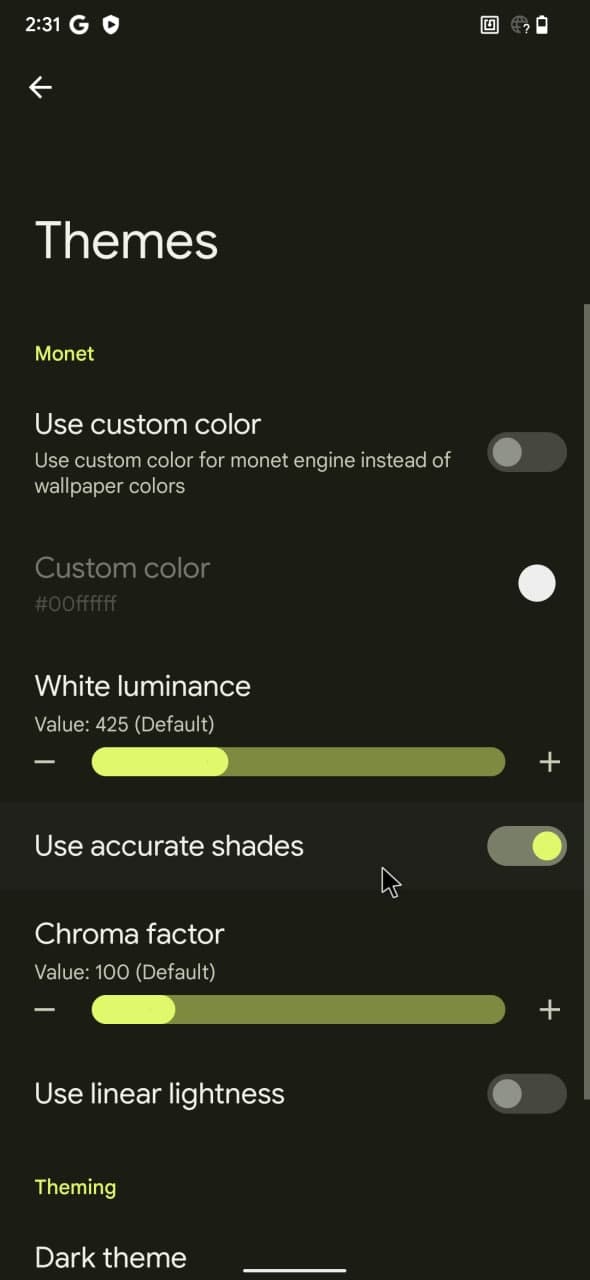 2:31
Themes
Monet
Use custom color
Use custom color for monet engine instead of
wallpaper colors
Custom color
#00ffffff
White luminance
Value: 425 (Default)
Use accurate shades
Chroma factor
Value: 100 (Default)
Use linear lightness
Theming
Dark theme